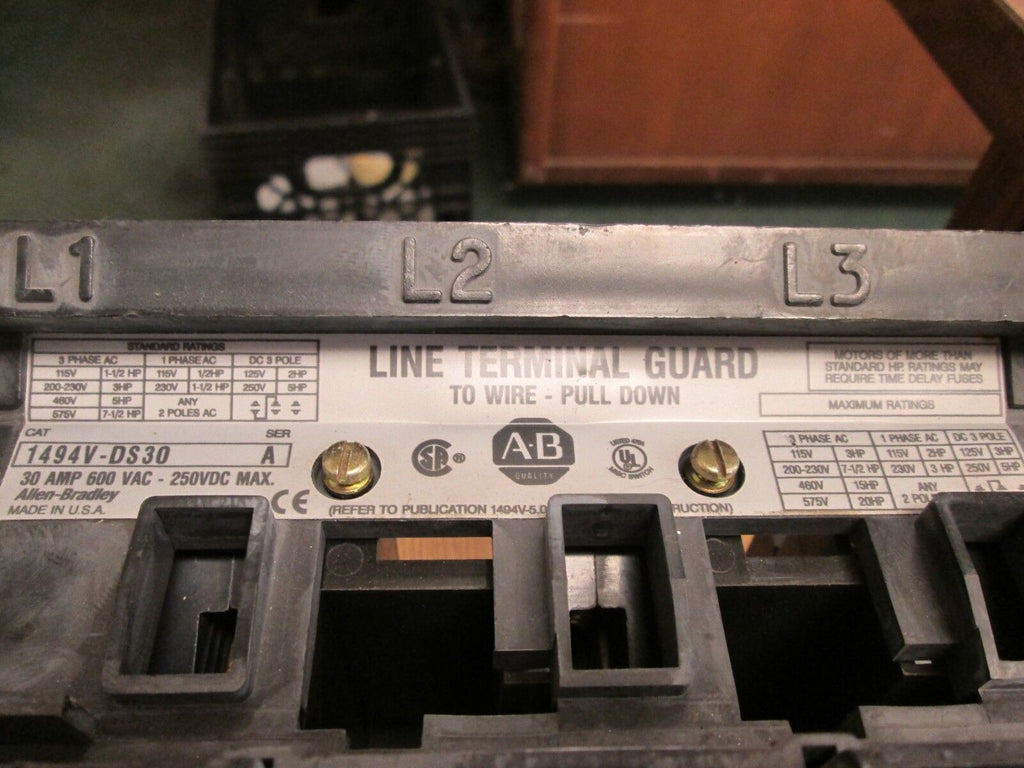 L1 L2 L3
STANDARD RATINGS
3 PHASE AC 1 PHASE AC DC 3 POLE
115V 1-1/2 HP 115V 1/2HP 125V 2HP
200-230V 3HP 230V 1-1/2 HP 250V 5HP
460V 5HP ANY
575V 7-1/2 HP 2 POLES AC
LINE TERMINAL GUARD
TO WIRE - PULL DOWN
MOTORS OF MORE THAN
STANDARD HP. RATINGS MAY
REQUIRE TIME DELAY FUSES
MAXIMUM RATINGS
3 PHASE AC 1 PHASE AC DC 3 POLE
115V 3HP 115V 2HP 125V 3HP
200-230V 7-1/2 HP 230V 3 HP 250V 5HP
460V 15HP ANY
575V 20HP 2
CAT SER
1494V-DS30 A
30 AMP 600 VAC - 250VDC MAX.
Allen-Bradley
MADE IN U.S.A.
CE
SA ®
A-B
QUALITY
UL
(REFER TO PUBLICATION 1494V-5.0